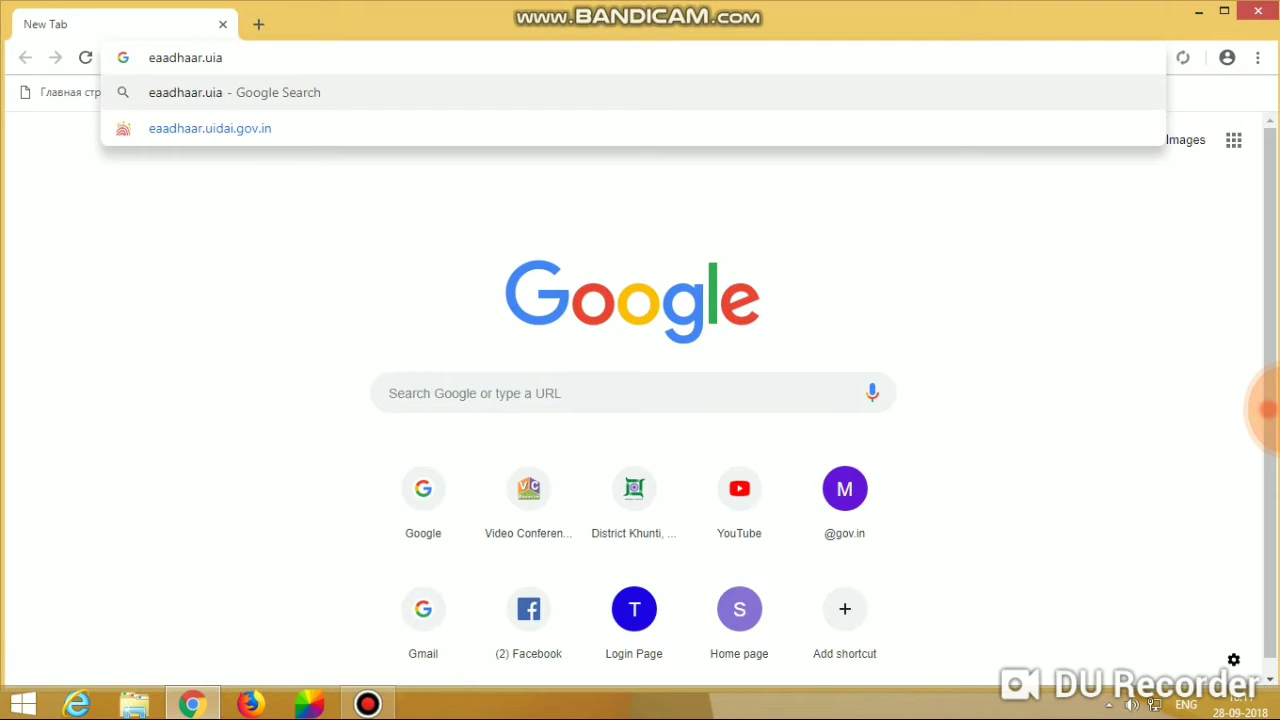 www.BANDICAM.com
New Tab
eaadhaar.uia
Главная стр
eaadhaar.uia - Google Search
eaadhaar.uidai.gov.in
Images
Google
Search Google or type a URL
Google
Video Conferen...
District Khunti, ...
YouTube
M
@gov.in
Gmail
(2) Facebook
T
Login Page
S
Home page
Add shortcut
DU Recorder
ENG
28-09-2018